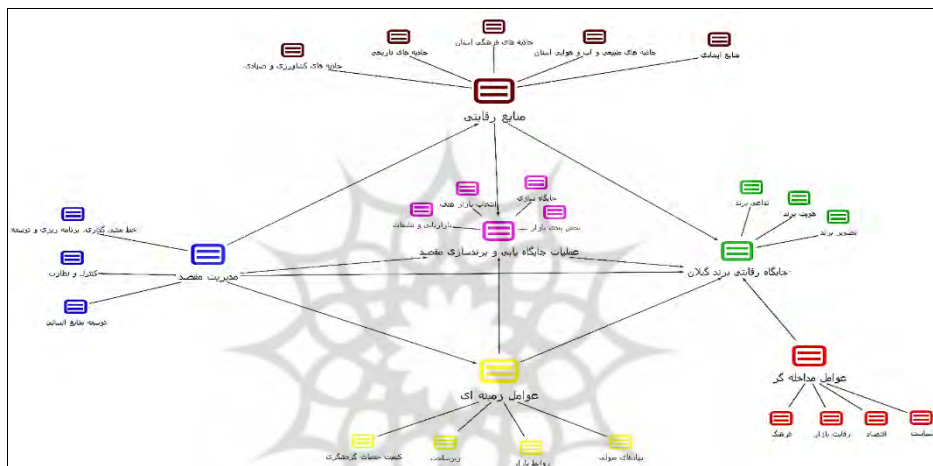 جاذبه های فرهنگی استان
جاذبه های تاریخی
جاذبه های طبیعی و آب و هوایی استان
منابع ایجادی
جاذبه های کشاورزی و صیادی
منابع رقابتی
تداعی برند
هویت برند
تصویر برند
جایگاه سازی
انتخاب بازار هدف
بازاریابی و تبلیغات
بخش بندی بازار
خط مشی گذاری، برنامه ریزی و توسعه
عملیات جایگاه یابی و برندسازی مقصد
مدیریت مقصد
جایگاه رقابتی برند گیلان
کنترل و نظارت
توسعه منابع انسانی
عوامل مداخله گر
عوامل زمینه ای
سیاست
اقتصاد
رقابت بازار
فرهنگ
نهادهای دولتی
روابط بازار
زیرساخت
کیفیت خدمات گردشگری